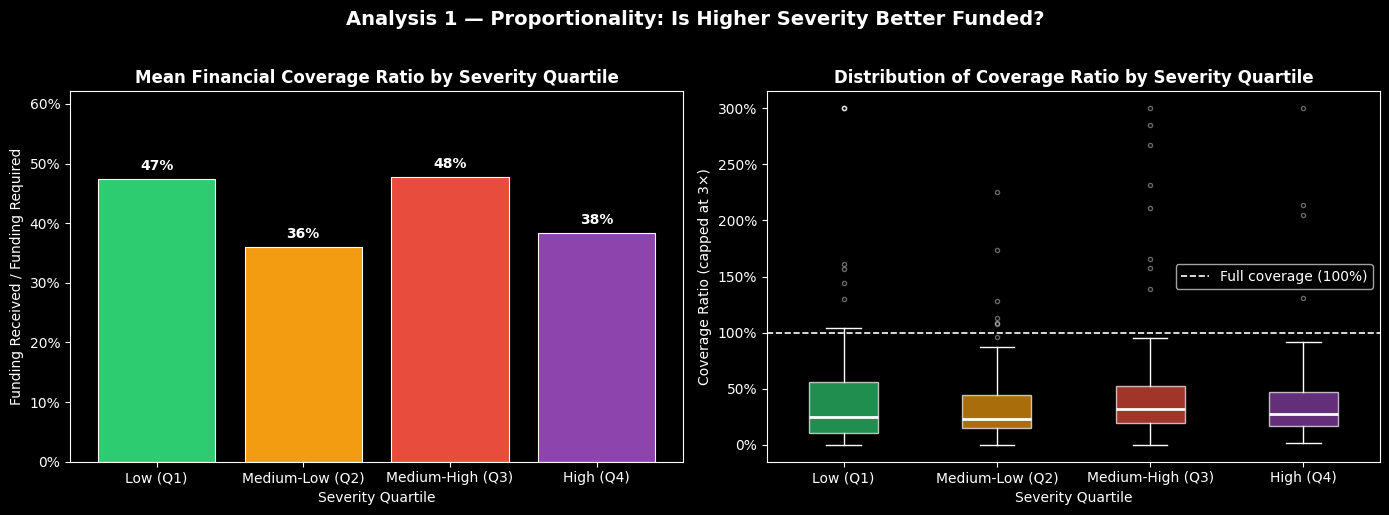 Analysis 1 — Proportionality: Is Higher Severity Better Funded?
Mean Financial Coverage Ratio by Severity Quartile
Funding Received / Funding Required
60%
50%
40%
30%
20%
10%
0%
47%
36%
48%
38%
Low (Q1)
Medium-Low (Q2)
Medium-High (Q3)
High (Q4)
Severity Quartile
Distribution of Coverage Ratio by Severity Quartile
Coverage Ratio (capped at 3×)
300%
250%
200%
150%
100%
50%
0%
Full coverage (100%)
Low (Q1)
Medium-Low (Q2)
Medium-High (Q3)
High (Q4)
Severity Quartile